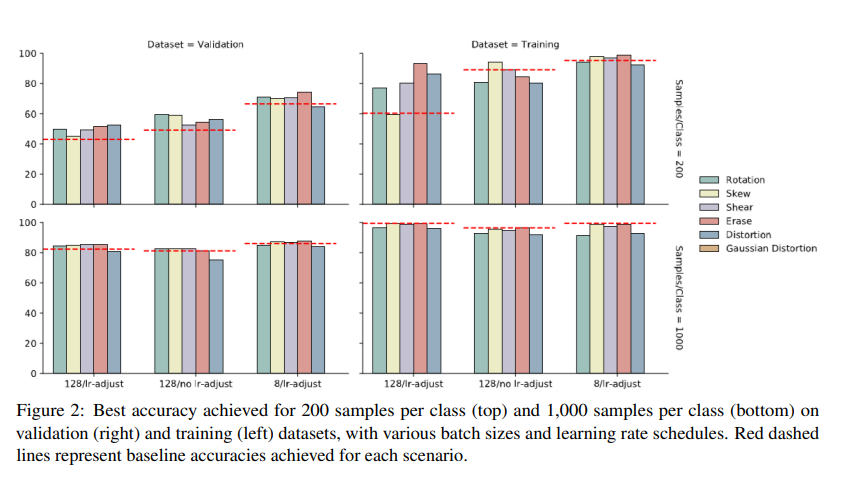 Dataset = Validation
Dataset = Training
100
80
60
40
20
0
Samples/Class = 200
100
80
60
40
20
0
Samples/Class = 1000
128/lr-adjust
128/no lr-adjust
8/lr-adjust
128/lr-adjust
128/no lr-adjust
8/lr-adjust
Rotation
Skew
Shear
Erase
Distortion
Gaussian Distortion
Figure 2: Best accuracy achieved for 200 samples per class (top) and 1,000 samples per class (bottom) on
validation (right) and training (left) datasets, with various batch sizes and learning rate schedules. Red dashed
lines represent baseline accuracies achieved for each scenario.